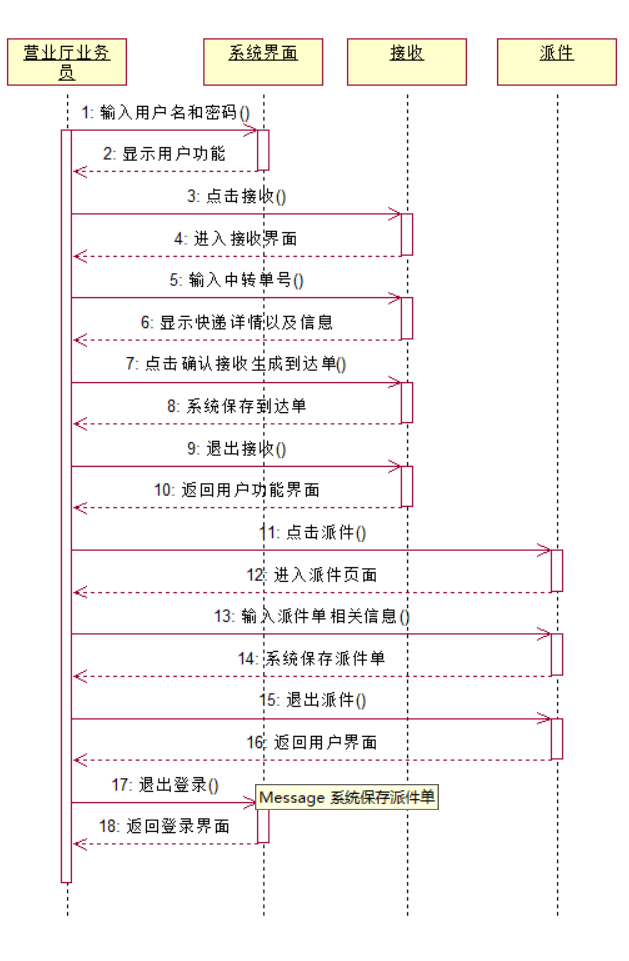 营业厅业务
员
系统界面
接收
派件
1: 输入用户名和密码()
2: 显示用户功能
3: 点击接收()
4: 进入接收界面
5: 输入中转单号()
6: 显示快递详情以及信息
7: 点击确认接收生成到达单()
8: 系统保存到达单
9: 退出接收()
10: 返回用户功能界面
11: 点击派件()
12: 进入派件页面
13: 输入派件单相关信息()
14: 系统保存派件单
15: 退出派件()
16: 返回用户界面
17: 退出登录()
Message 系统保存派件单
18: 返回登录界面